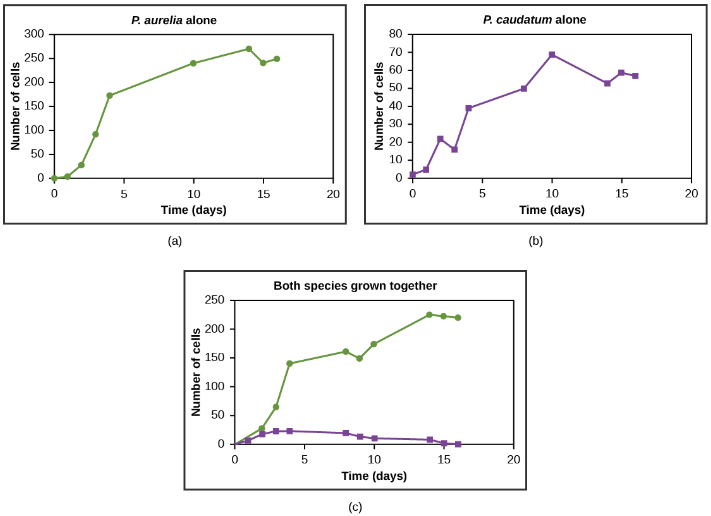 P. aurelia alone
300
250
200
150
100
50
0
Number of cells
0 5 10 15 20
Time (days)
(a)
P. caudatum alone
80
70
60
50
40
30
20
10
0
Number of cells
0 5 10 15 20
Time (days)
(b)
Both species grown together
250
200
150
100
50
0
Number of cells
0 5 10 15 20
Time (days)
(c)